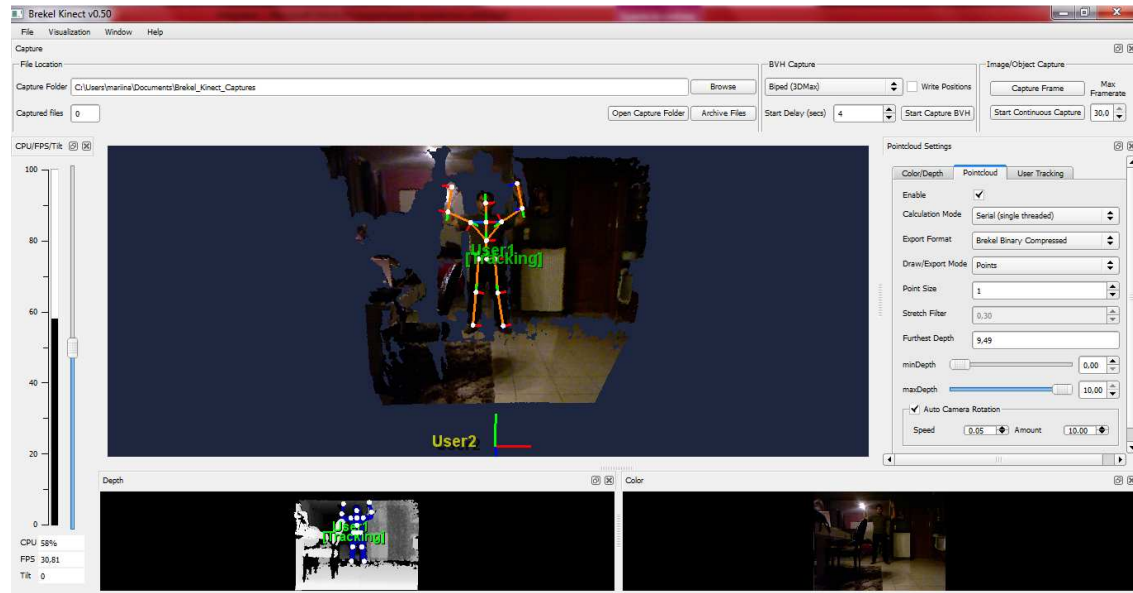 Brekel Kinect v0.50
File Visualization Window Help
Capture
File Location
Capture Folder C:\Users\mariina\Documents\Brekel_Kinect_Captures Browse
Captured files 0 Open Capture Folder Archive Files
BVH Capture
Biped (3DMax) Write Positions
Start Delay (secs) 4 Start Capture BVH
Image/Object Capture
Capture Frame Max Framerate
Start Continuous Capture 30,0
CPU/FPS/Tilt
100
80
60
40
20
0
CPU 58%
FPS 30,81
Tilt 0
User1
[Tracking]
User2
Pointcloud Settings
Color/Depth Pointcloud User Tracking
Enable
Calculation Mode Serial (single threaded)
Export Format Brekel Binary Compressed
Draw/Export Mode Points
Point Size 1
Stretch Filter 0,30
Furthest Depth 9,49
minDepth 0,00
maxDepth 10,00
Auto Camera Rotation
Speed 0.05 Amount 10.00
Depth
User1
[Tracking]
Color